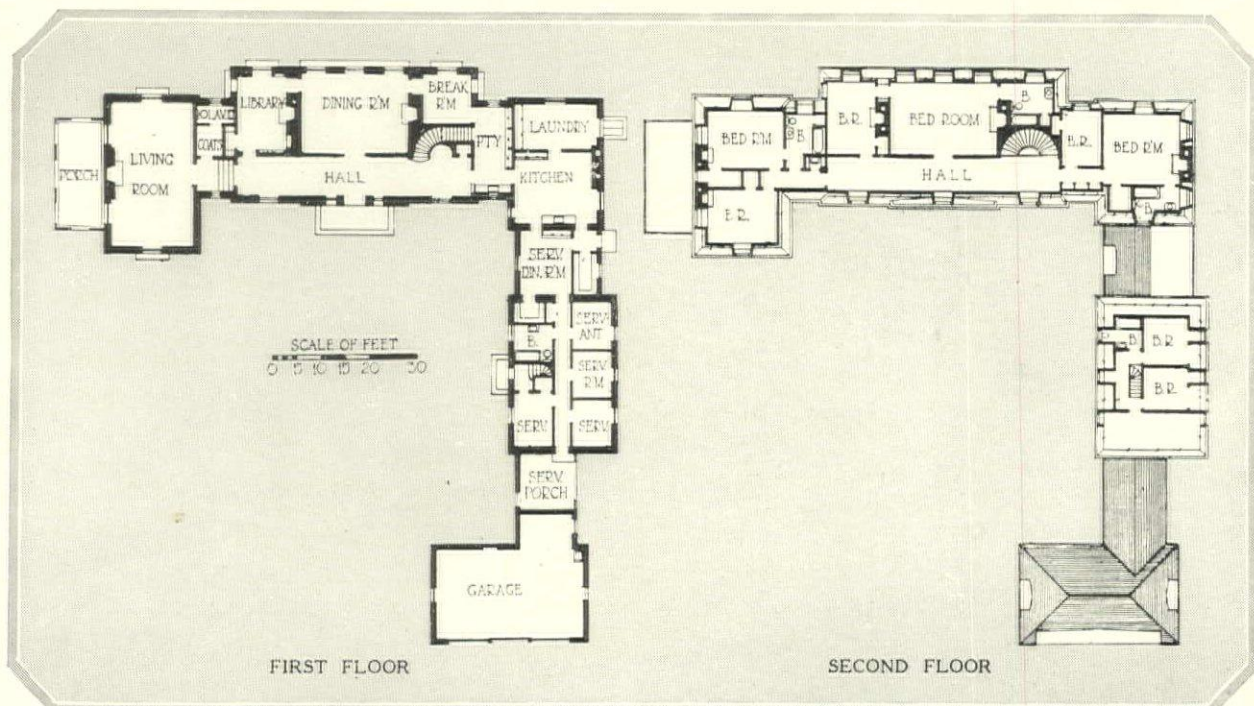 PORCH
LIVING
ROOM
LAV.
COATS
LIBRARY
DINING R'M
BREAK
R'M
HALL
PTY
LAUNDRY
KITCHEN
SERV.
DIN. R'M
B.
SERV-
ANT
SERV.
R'M
SERV.
SERV.
SERV.
PORCH
GARAGE
SCALE OF FEET
0 5 10 15 20 30
FIRST FLOOR
BED R'M
B.
B.R.
BED ROOM
B.
B.R.
BED R'M
B.R.
HALL
B.
B.
B.R.
B.R.
SECOND FLOOR